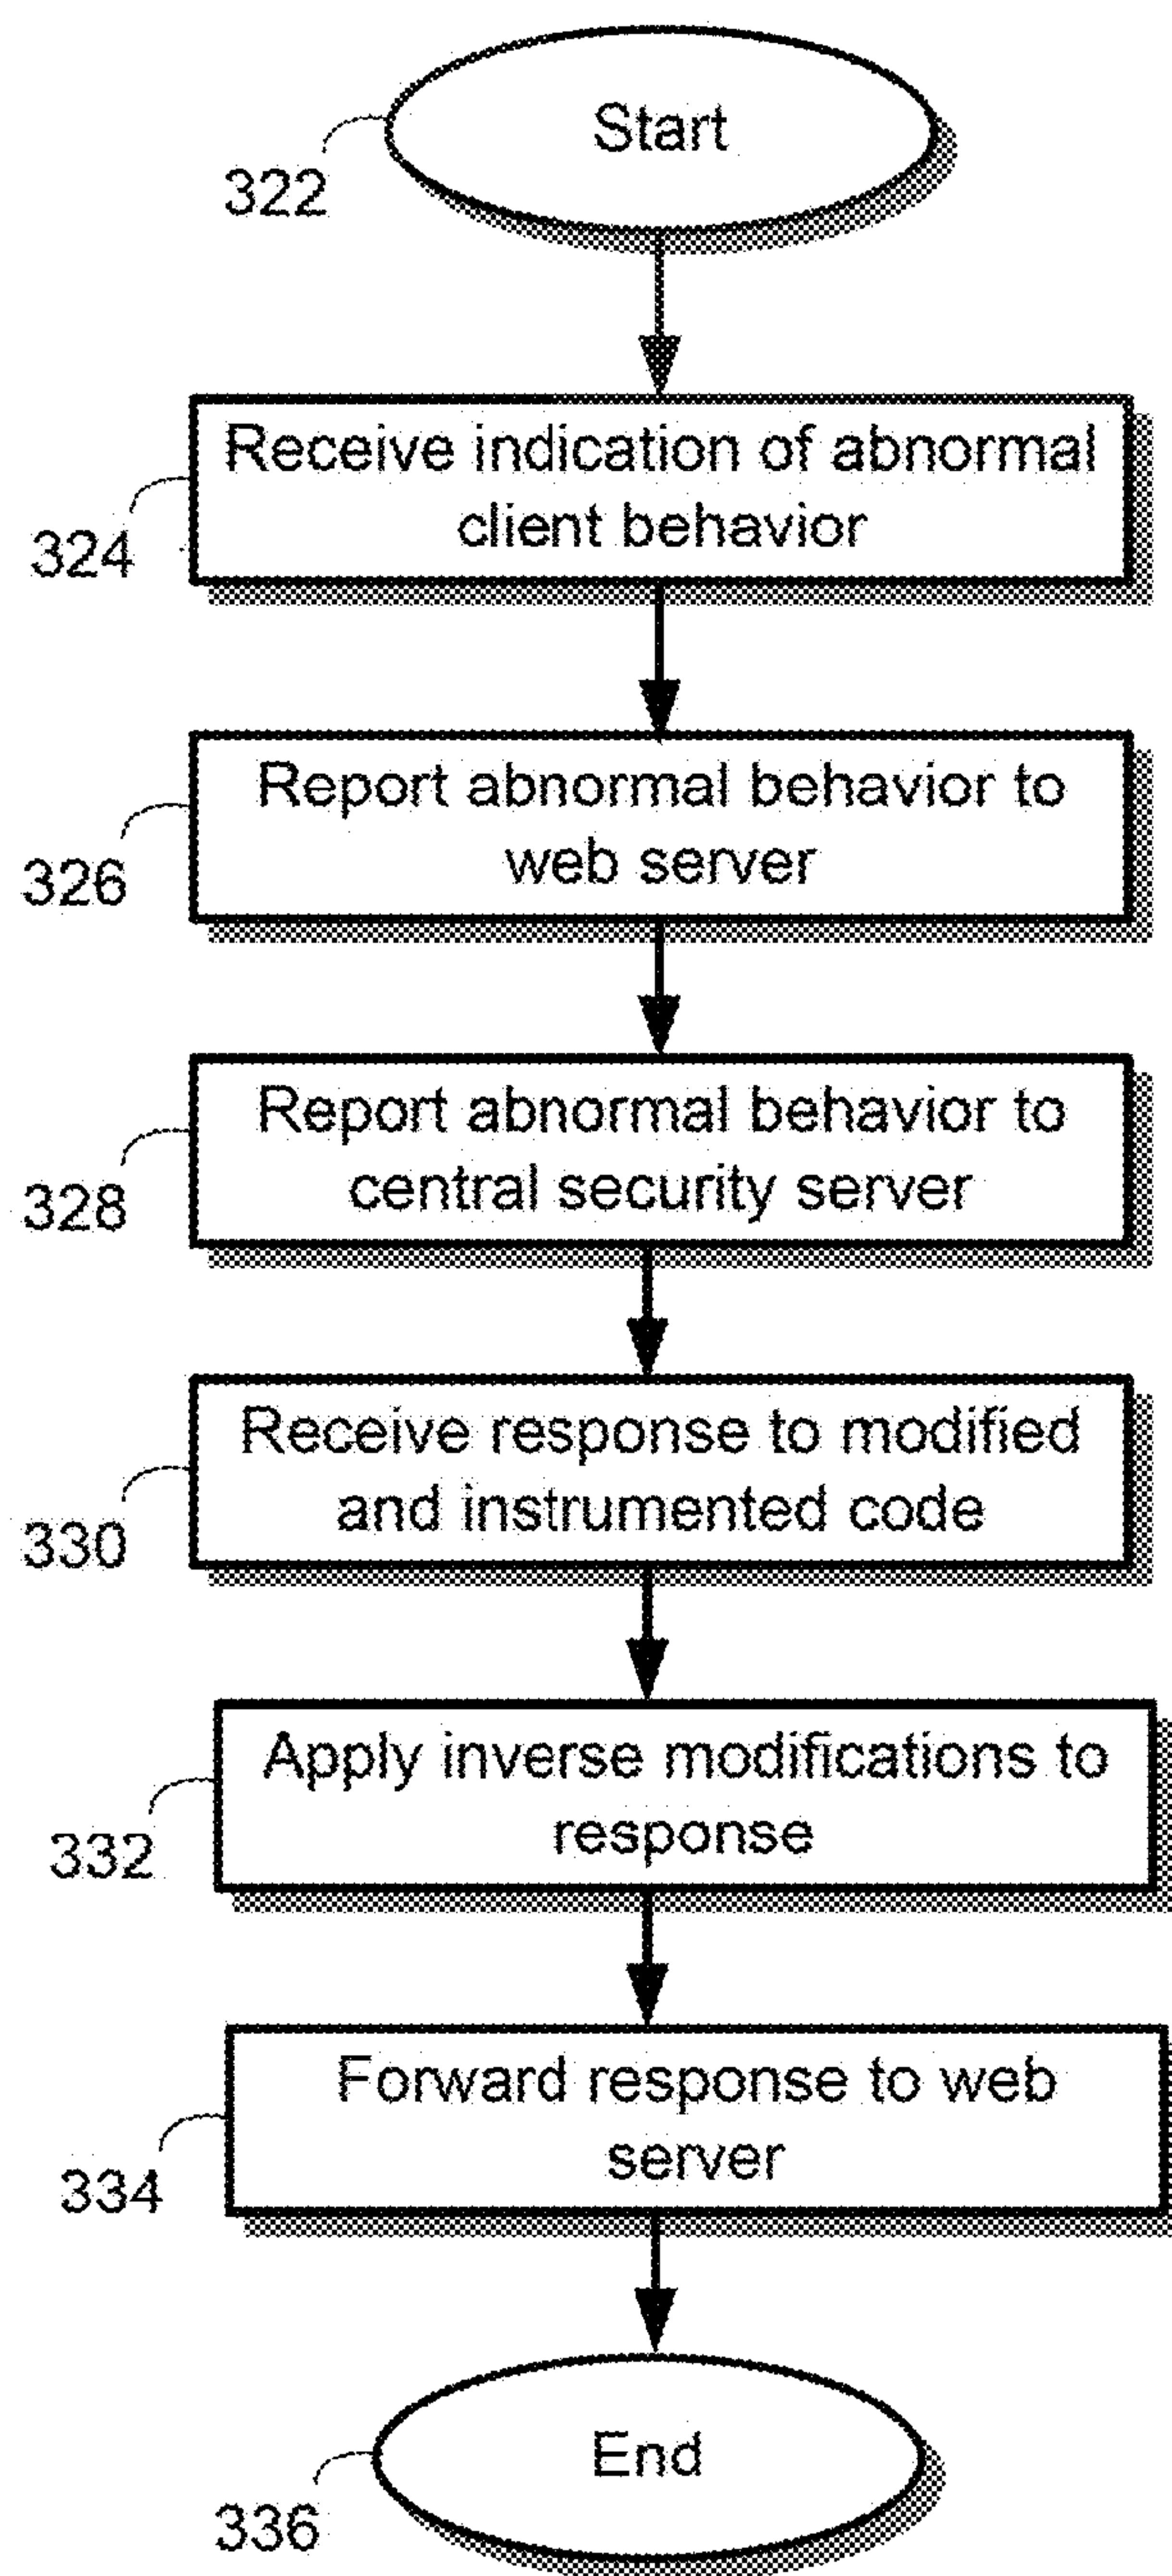 Start
322
Receive indication of abnormal
client behavior
324
Report abnormal behavior to
web server
326
Report abnormal behavior to
central security server
328
Receive response to modified
and instrumented code
330
Apply inverse modifications to
response
332
Forward response to web
server
334
End
336